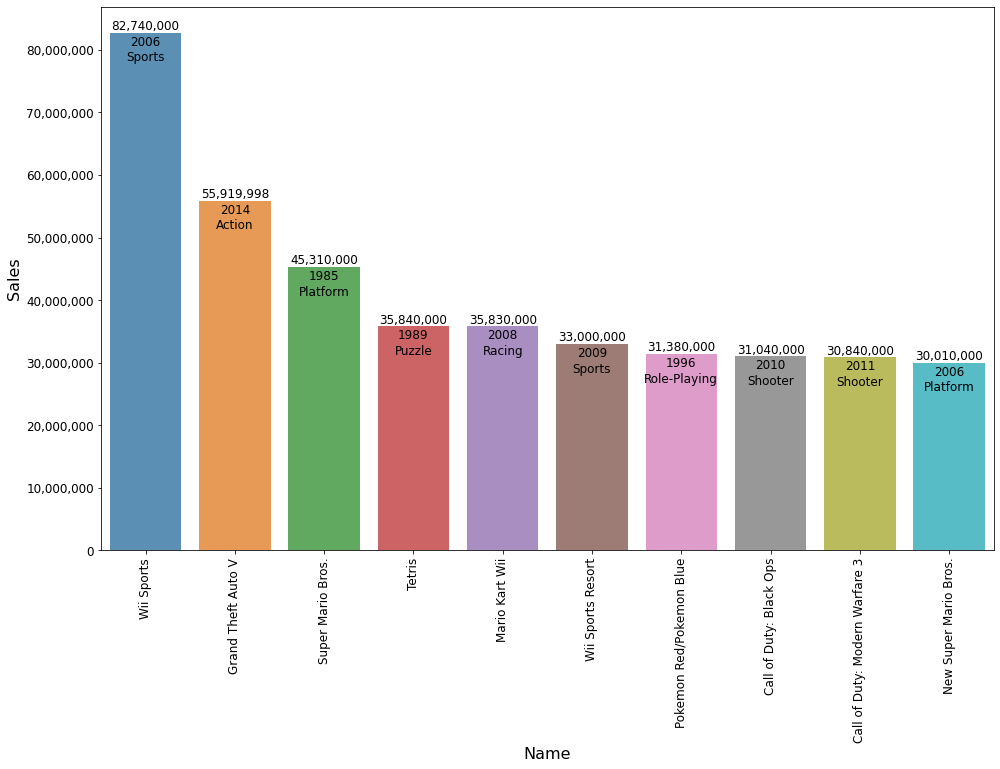 82,740,000
2006
Sports
55,919,998
2014
Action
45,310,000
1985
Platform
35,840,000
1989
Puzzle
35,830,000
2008
Racing
33,000,000
2009
Sports
31,380,000
1996
Role-Playing
31,040,000
2010
Shooter
30,840,000
2011
Shooter
30,010,000
2006
Platform
80,000,000
70,000,000
60,000,000
50,000,000
40,000,000
30,000,000
20,000,000
10,000,000
0
Sales
Wii Sports
Grand Theft Auto V
Super Mario Bros.
Tetris
Mario Kart Wii
Wii Sports Resort
Pokemon Red/Pokemon Blue
Call of Duty: Black Ops
Call of Duty: Modern Warfare 3
New Super Mario Bros.
Name